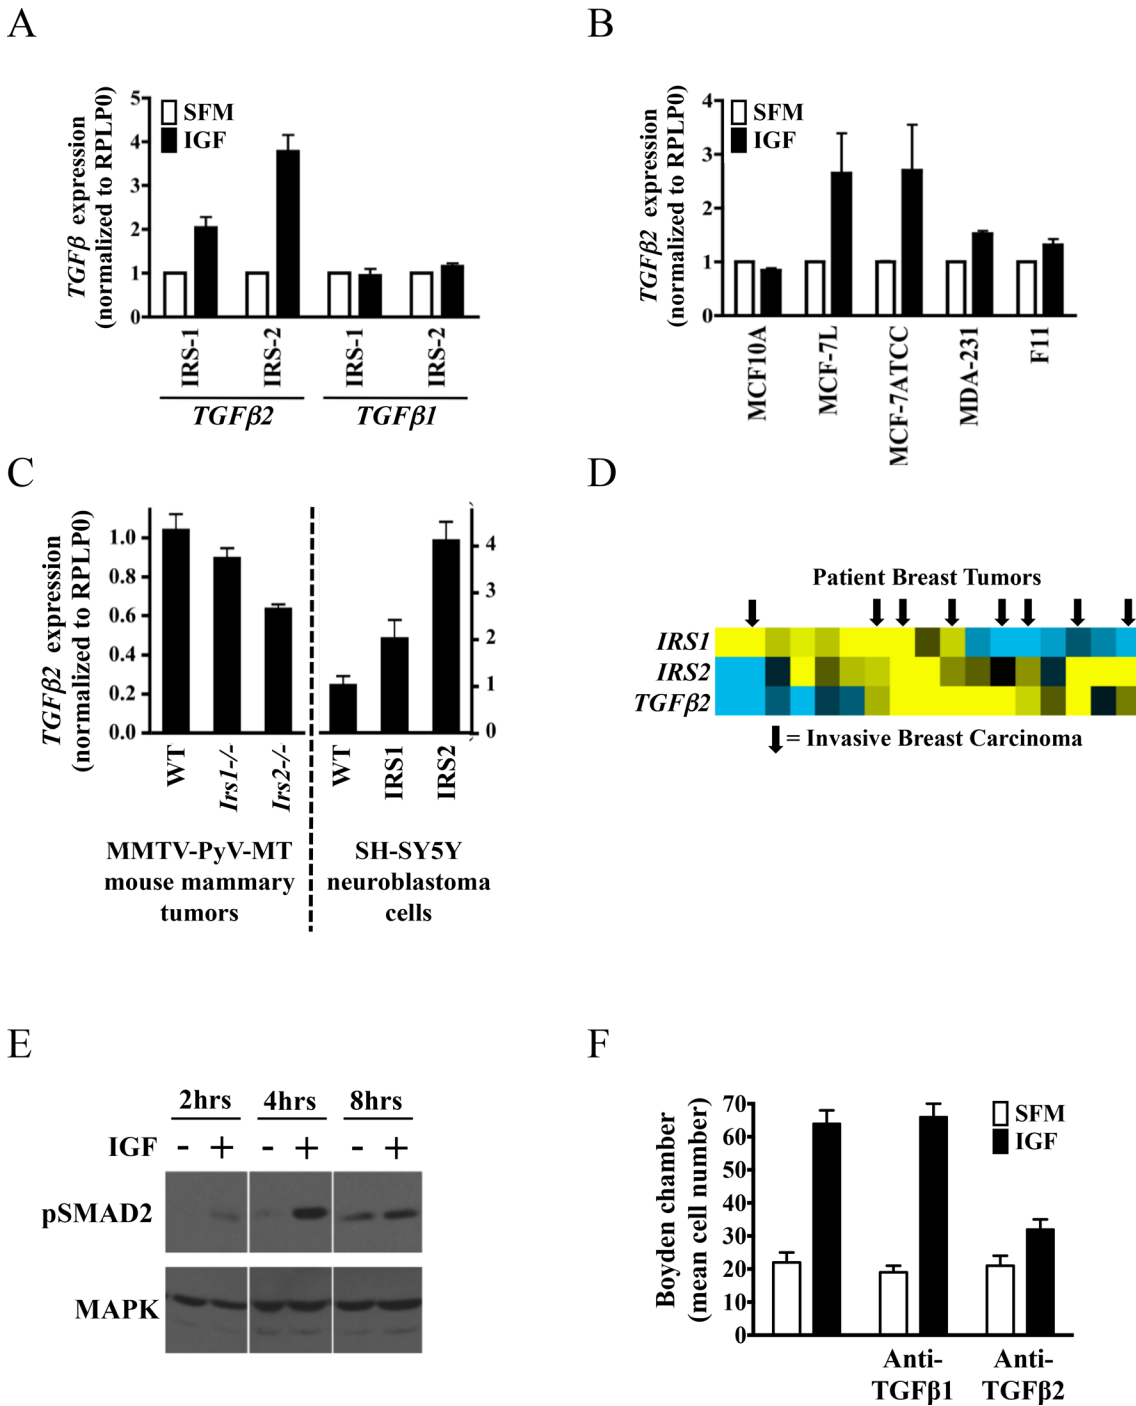 A
TGFβ expression
(normalized to RPLP0)
5
4
3
2
1
0
SFM
IGF
IRS-1
IRS-2
IRS-1
IRS-2
TGFβ2
TGFβ1
B
TGFβ2 expression
(normalized to RPLP0)
4
3
2
1
0
SFM
IGF
MCF10A
MCF-7L
MCF-7ATCC
MDA-231
F11
C
TGFβ2 expression
(normalized to RPLP0)
1.0
0.8
0.6
0.4
0.2
0.0
4
3
2
1
0
WT
Irs1-/-
Irs2-/-
WT
IRS1
IRS2
MMTV-PyV-MT
mouse mammary
tumors
SH-SY5Y
neuroblastoma
cells
D
Patient Breast Tumors
IRS1
IRS2
TGFβ2
= Invasive Breast Carcinoma
E
2hrs 4hrs 8hrs
IGF - + - + - +
pSMAD2
MAPK
F
Boyden chamber
(mean cell number)
70
60
50
40
30
20
10
0
SFM
IGF
Anti-
TGFβ1
Anti-
TGFβ2